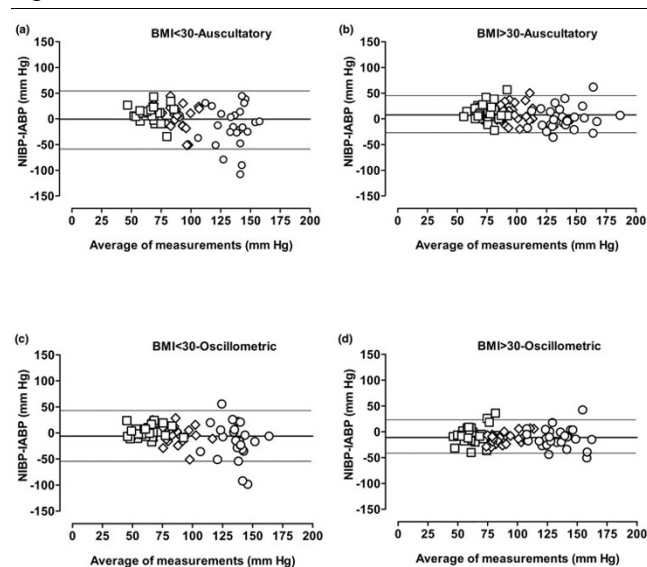 (a) BMI<30-Auscultatory
NIBP-IABP (mm Hg)
150
100
50
0
-50
-100
-150
0 25 50 75 100 125 150 175 200
Average of measurements (mm Hg)
(b) BMI>30-Auscultatory
NIBP-IABP (mm Hg)
150
100
50
0
-50
-100
-150
0 25 50 75 100 125 150 175 200
Average of measurements (mm Hg)
(c) BMI<30-Oscillometric
NIBP-IABP (mm Hg)
150
100
50
0
-50
-100
-150
0 25 50 75 100 125 150 175 200
Average of measurements (mm Hg)
(d) BMI>30-Oscillometric
NIBP-IABP (mm Hg)
150
100
50
0
-50
-100
-150
0 25 50 75 100 125 150 175 200
Average of measurements (mm Hg)